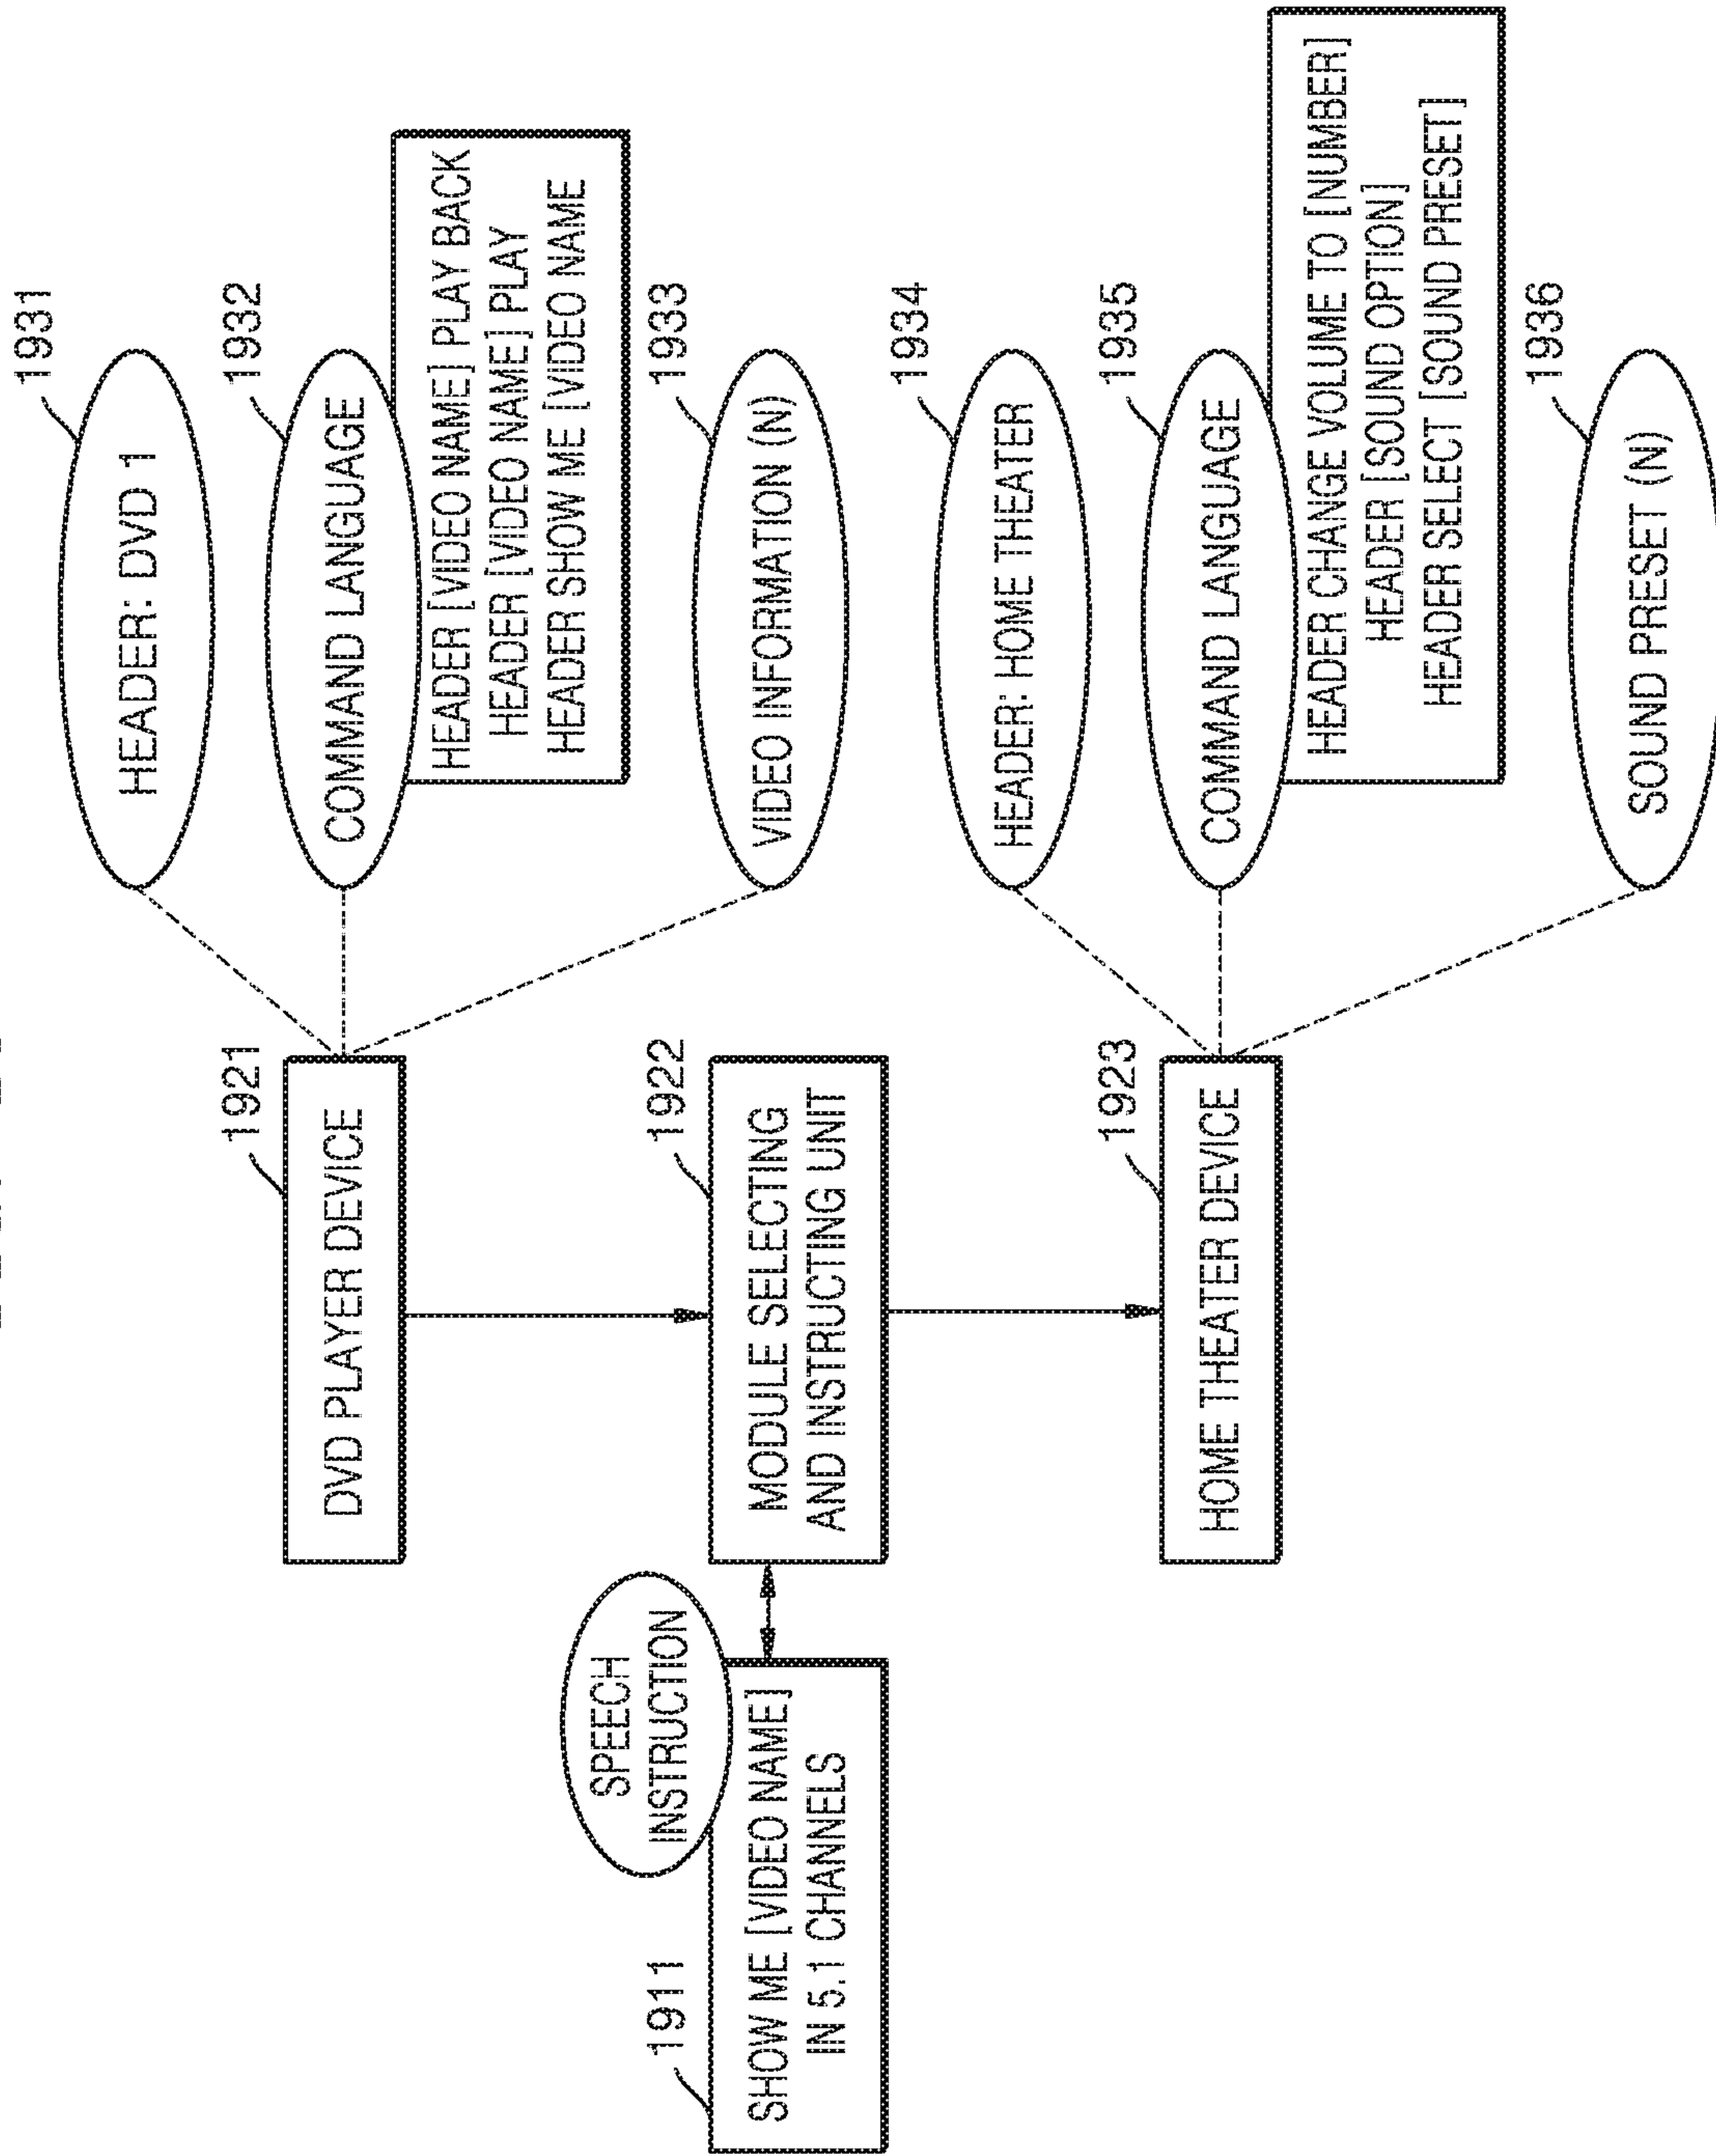 1911
SPEECH
INSTRUCTION
SHOW ME [VIDEO NAME]
IN 5.1 CHANNELS
1921
DVD PLAYER DEVICE
1922
MODULE SELECTING
AND INSTRUCTING UNIT
1923
HOME THEATER DEVICE
1931
HEADER: DVD 1
1932
COMMAND LANGUAGE
HEADER [VIDEO NAME] PLAY BACK
HEADER [VIDEO NAME] PLAY
HEADER SHOW ME [VIDEO NAME
1933
VIDEO INFORMATION (N)
1934
HEADER: HOME THEATER
1935
COMMAND LANGUAGE
HEADER CHANGE VOLUME TO [NUMBER]
HEADER [SOUND OPTION]
HEADER SELECT [SOUND PRESET]
1936
SOUND PRESET (N)